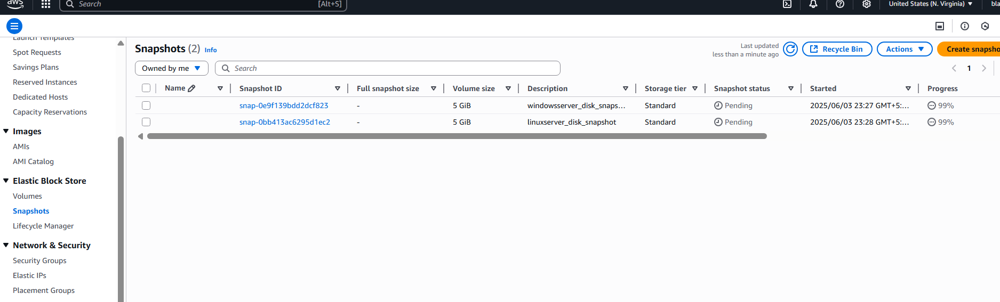 aws Search [Alt+S] United States (N. Virginia)
Launch Templates
Spot Requests
Savings Plans
Reserved Instances
Dedicated Hosts
Capacity Reservations
Images
AMIs
AMI Catalog
Elastic Block Store
Volumes
Snapshots
Lifecycle Manager
Network & Security
Security Groups
Elastic IPs
Placement Groups
Snapshots (2) Info
Last updated
less than a minute ago
Recycle Bin
Actions
Create snapsho
Owned by me
Search
1
Name Snapshot ID Full snapshot size Volume size Description Storage tier Snapshot status Started Progress
snap-0e9f139bdd2dcf823 - 5 GiB windowsserver_disk_snaps... Standard Pending 2025/06/03 23:27 GMT+5:... 99%
snap-0bb413ac6295d1ec2 - 5 GiB linuxserver_disk_snapshot Standard Pending 2025/06/03 23:28 GMT+5:... 99%